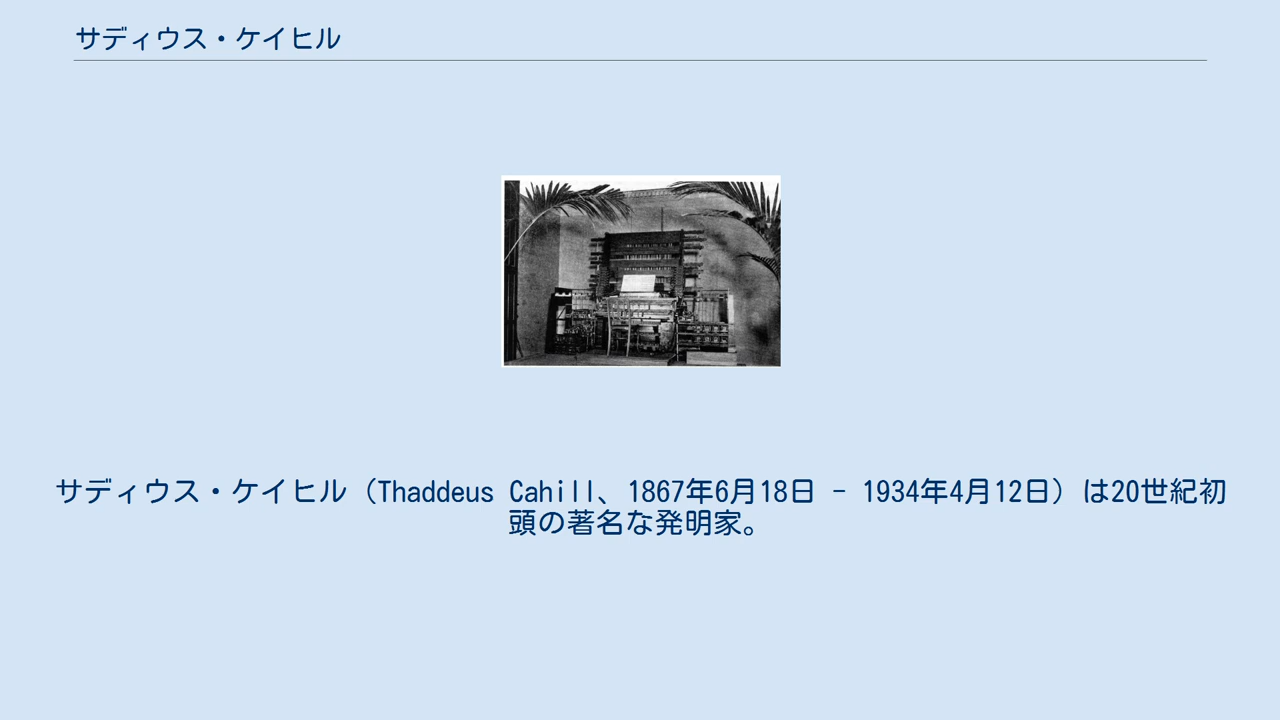 サディウス・ケイヒル
サディウス・ケイヒル（Thaddeus Cahill、1867年6月18日 - 1934年4月12日）は20世紀初
頭の著名な発明家。